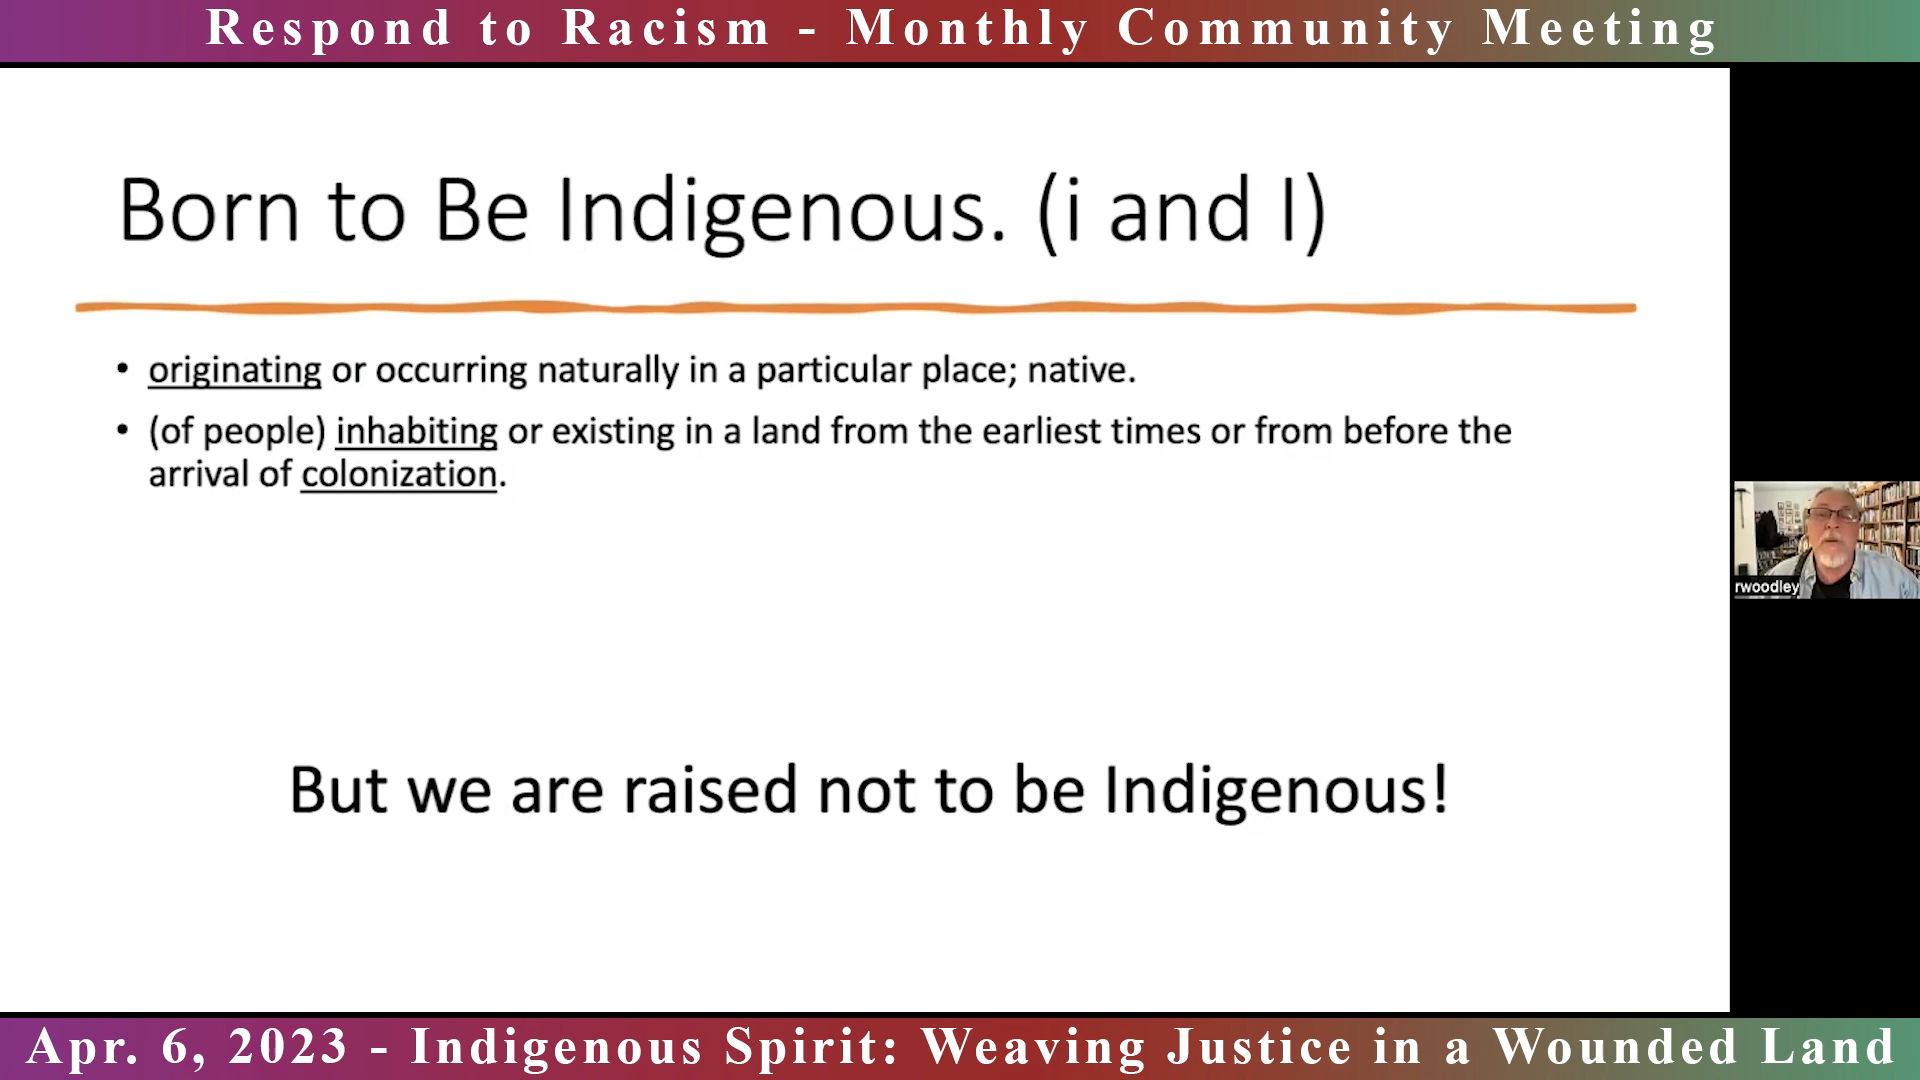 Respond to Racism - Monthly Community Meeting
Born to Be Indigenous. (i and I)
• originating or occurring naturally in a particular place; native.
• (of people) inhabiting or existing in a land from the earliest times or from before the
arrival of colonization.
But we are raised not to be Indigenous!
rwoodley
Apr. 6, 2023 - Indigenous Spirit: Weaving Justice in a Wounded Land